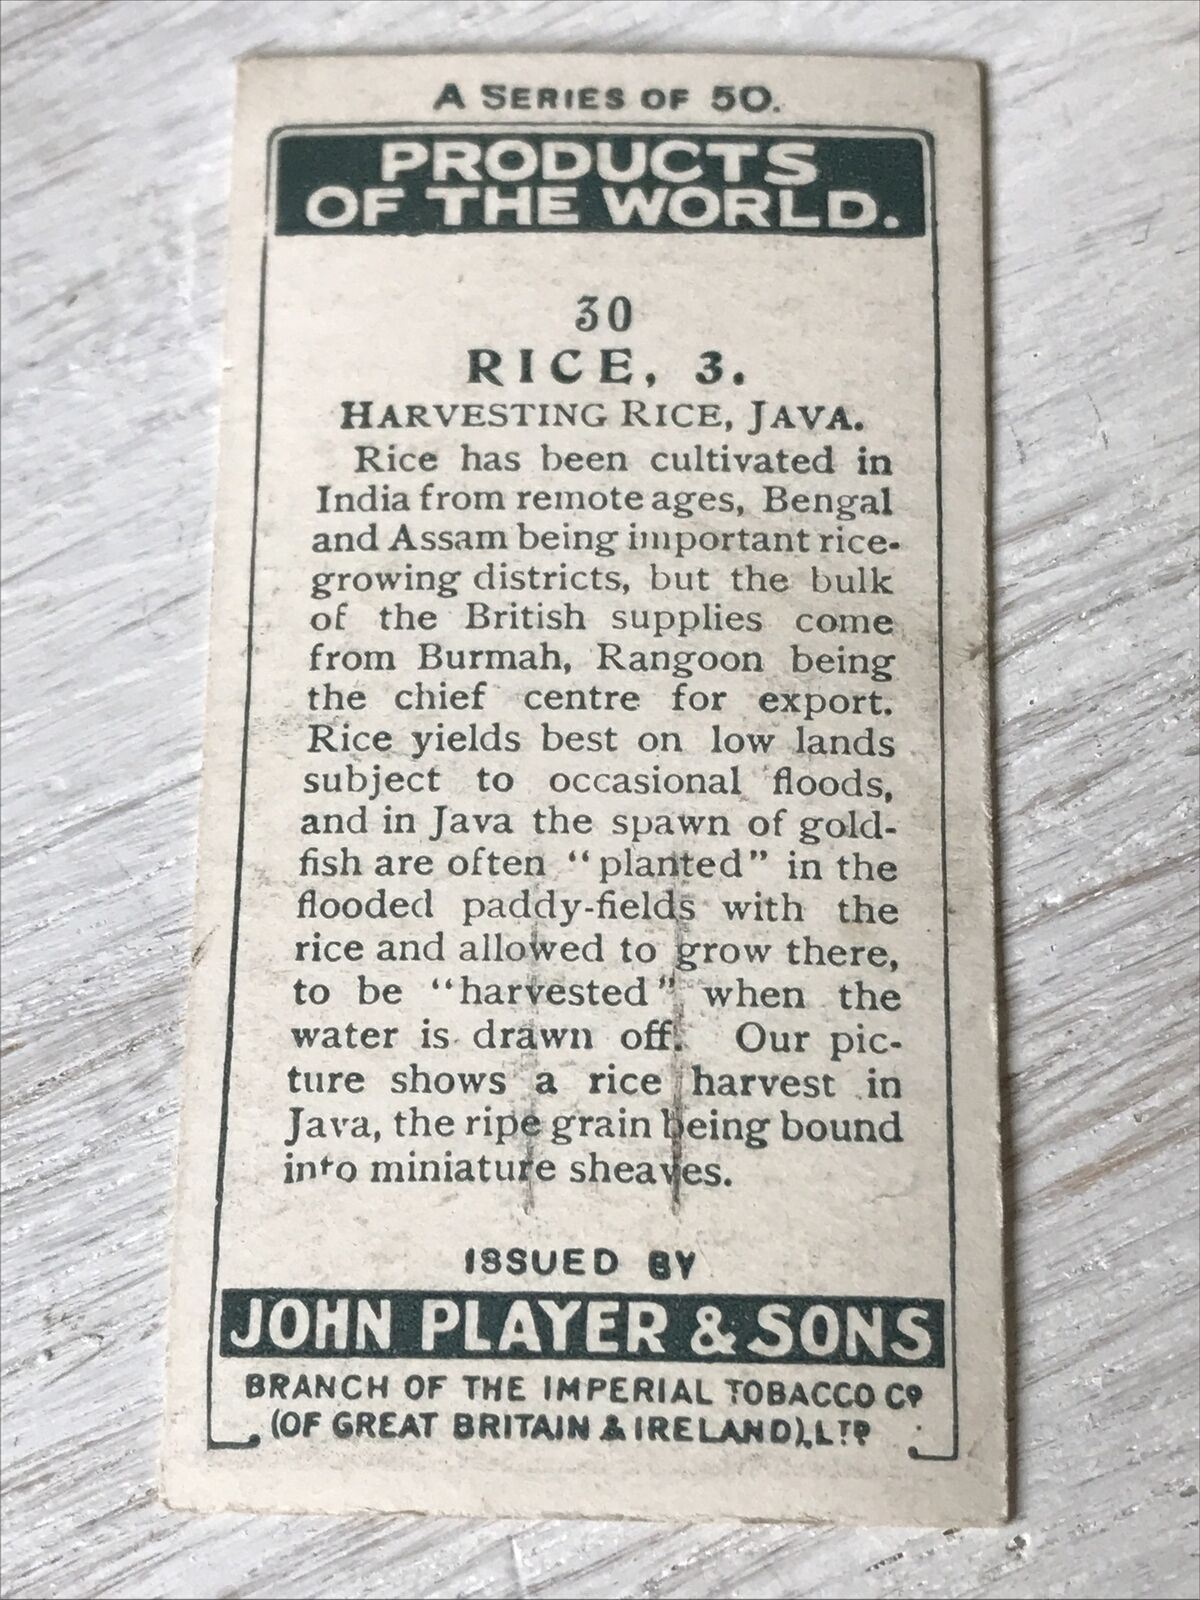 A SERIES OF 50.
PRODUCTS
OF THE WORLD.
30
RICE, 3.
HARVESTING RICE, JAVA.
Rice has been cultivated in
India from remote ages, Bengal
and Assam being important rice-
growing districts, but the bulk
of the British supplies come
from Burmah, Rangoon being
the chief centre for export.
Rice yields best on low lands
subject to occasional floods,
and in Java the spawn of gold-
fish are often “planted” in the
flooded paddy-fields with the
rice and allowed to grow there,
to be “harvested” when the
water is drawn off. Our pic-
ture shows a rice harvest in
Java, the ripe grain being bound
into miniature sheaves.
ISSUED BY
JOHN PLAYER & SONS
BRANCH OF THE IMPERIAL TOBACCO Co
(OF GREAT BRITAIN & IRELAND), LTD